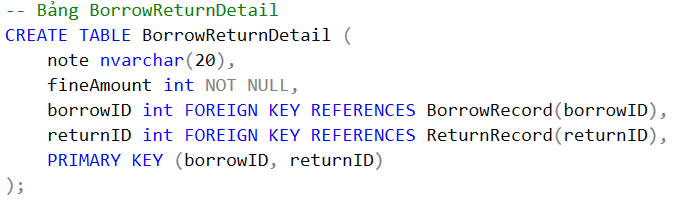 -- Bảng BorrowReturnDetail
CREATE TABLE BorrowReturnDetail (
    note nvarchar(20),
    fineAmount int NOT NULL,
    borrowID int FOREIGN KEY REFERENCES BorrowRecord(borrowID),
    returnID int FOREIGN KEY REFERENCES ReturnRecord(returnID),
    PRIMARY KEY (borrowID, returnID)
);